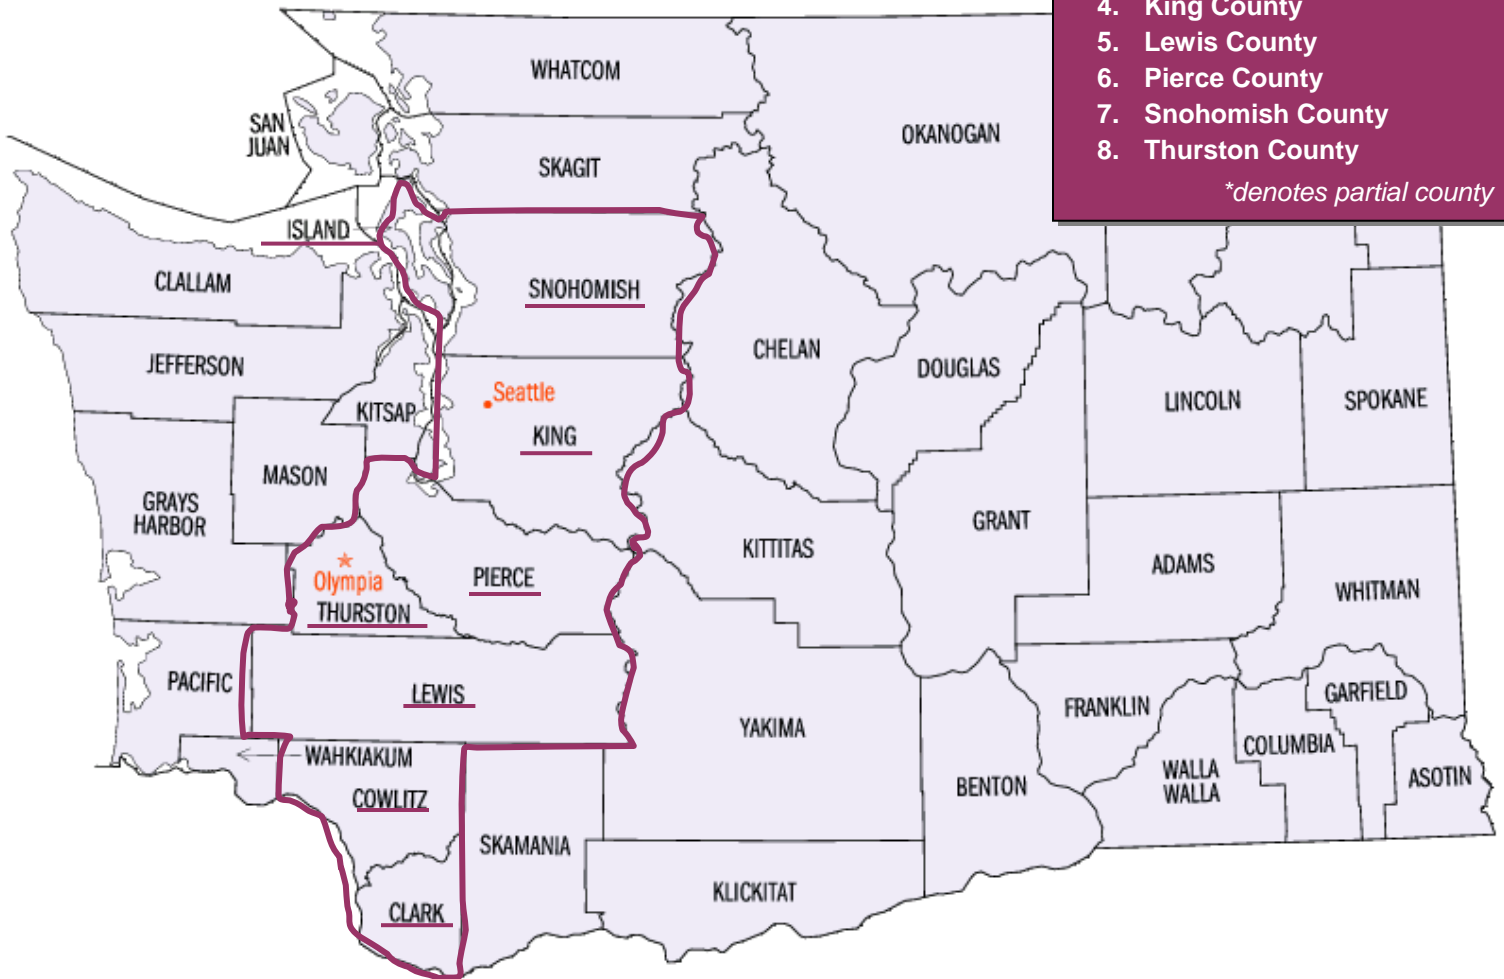 4. King County
5. Lewis County
6. Pierce County
7. Snohomish County
8. Thurston County
*denotes partial county
WHATCOM
SAN
JUAN
OKANOGAN
SKAGIT
ISLAND
CLALLAM
SNOHOMISH
JEFFERSON
CHELAN
DOUGLAS
Seattle
KITSAP
LINCOLN
SPOKANE
KING
MASON
GRAYS
HARBOR
GRANT
KITTITAS
ADAMS
Olympia
PIERCE
WHITMAN
THURSTON
PACIFIC
LEWIS
GARFIELD
FRANKLIN
YAKIMA
COLUMBIA
WAHKIAKUM
WALLA
WALLA
ASOTIN
BENTON
COWLITZ
SKAMANIA
KLICKITAT
CLARK